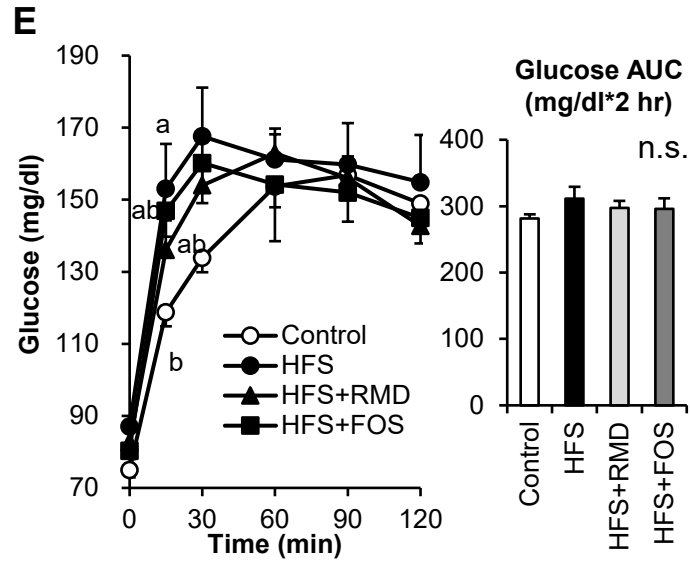 E
190
170
150
130
110
90
70
Glucose (mg/dl)
a
ab
ab
b
Control
HFS
HFS+RMD
HFS+FOS
0
30
60
90
120
Time (min)
Glucose AUC
(mg/dl*2 hr)
n.s.
400
300
200
100
0
Control
HFS
HFS+RMD
HFS+FOS